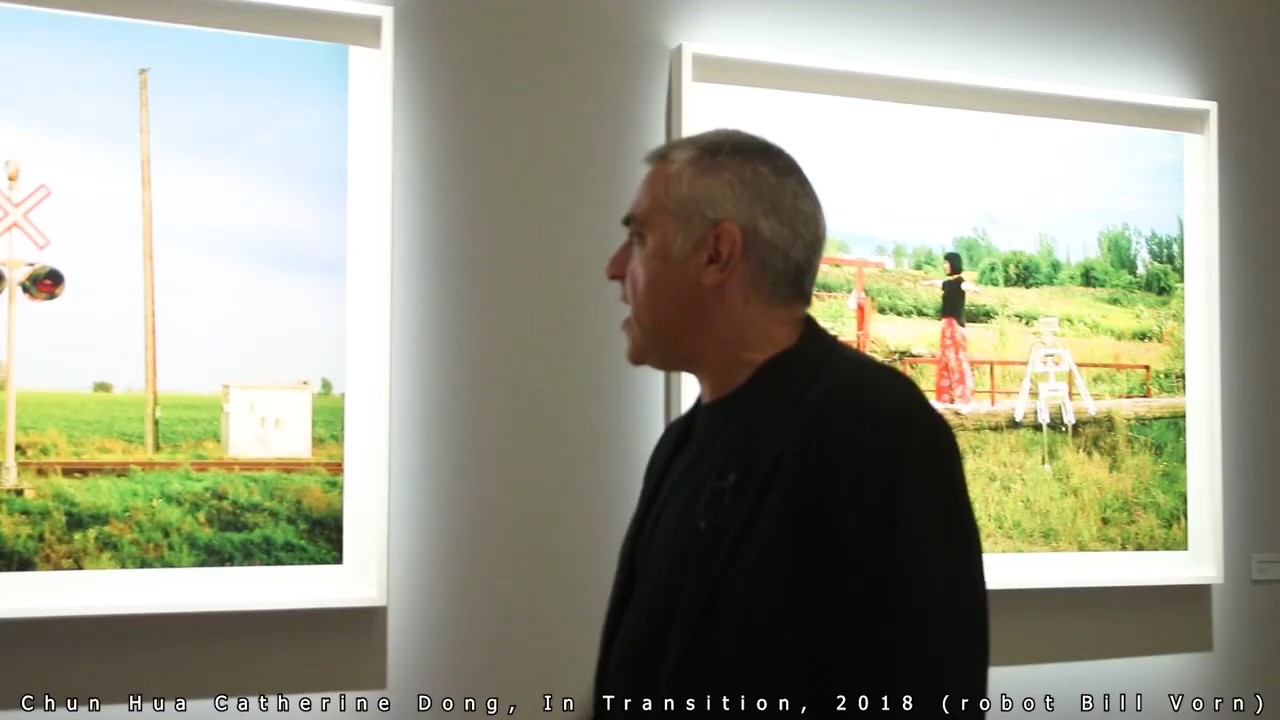 Chun Hua Catherine Dong, In Transition, 2018 (robot Bill Vorn)